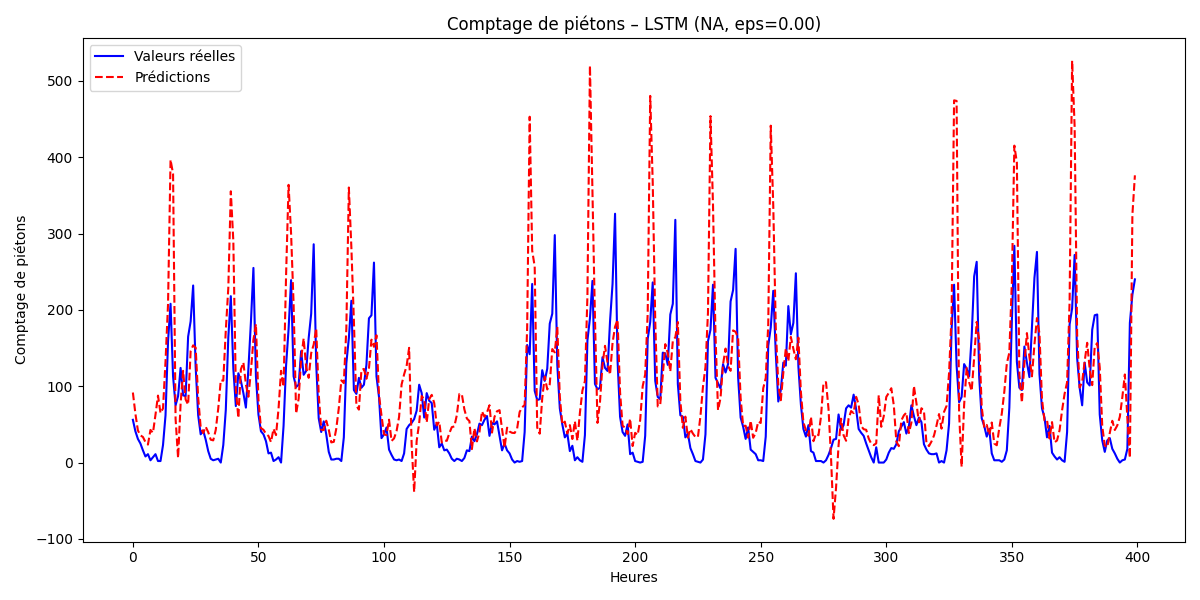 Comptage de piétons – LSTM (NA, eps=0.00)
Valeurs réelles
Prédictions
Comptage de piétons
500
400
300
200
100
0
−100
0 50 100 150 200 250 300 350 400
Heures